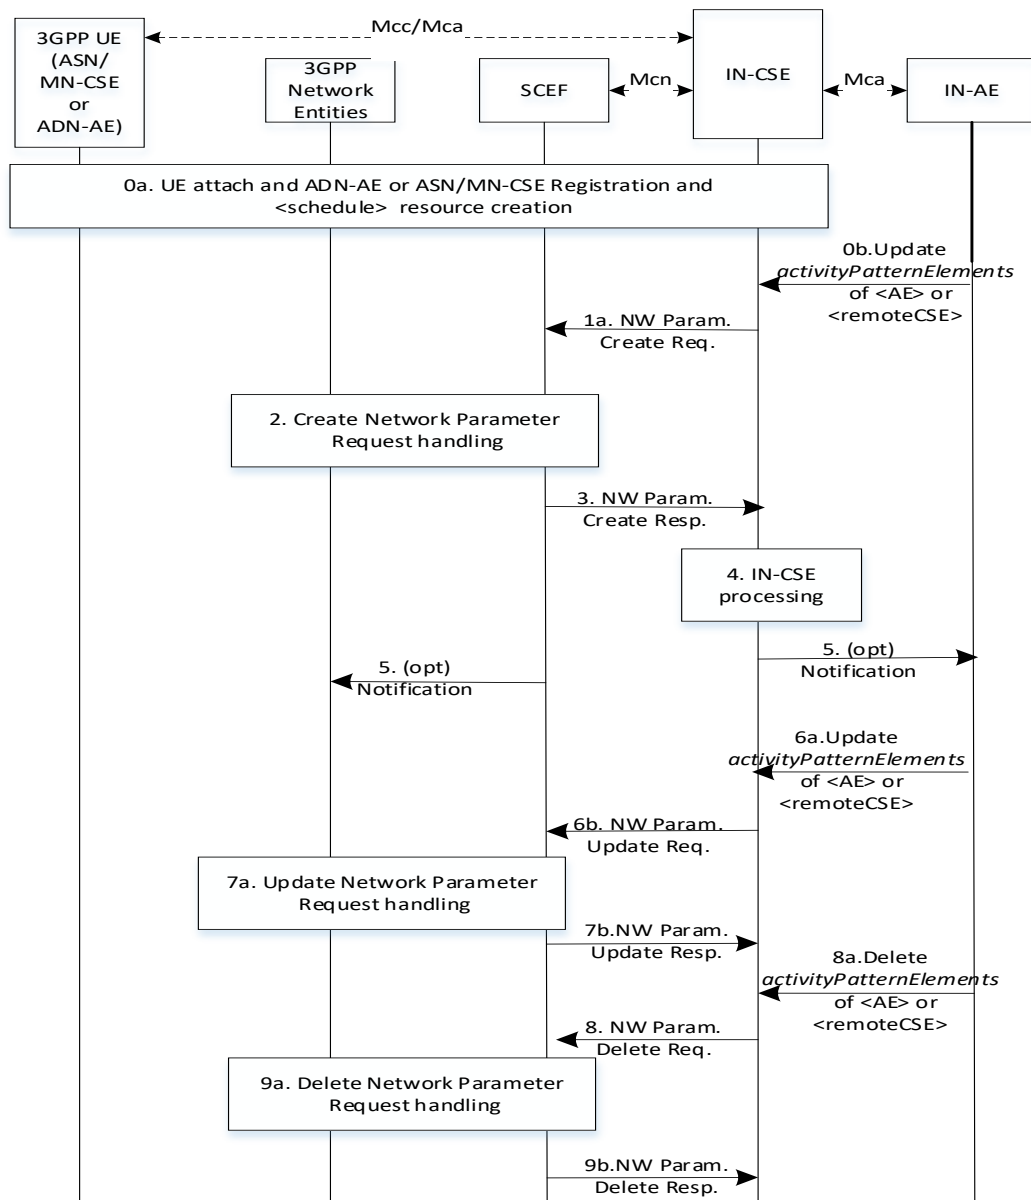 Mcc/Mca
3GPP UE
(ASN/
MN-CSE
or
ADN-AE)
3GPP
Network
Entities
SCEF
Mcn
IN-CSE
Mca
IN-AE
0a. UE attach and ADN-AE or ASN/MN-CSE Registration and
<schedule> resource creation
0b.Update
activityPatternElements
of <AE> or
<remoteCSE>
1a. NW Param.
Create Req.
2. Create Network Parameter
Request handling
3. NW Param.
Create Resp.
4. IN-CSE
processing
5. (opt)
Notification
5. (opt)
Notification
6a.Update
activityPatternElements
of <AE> or
<remoteCSE>
6b. NW Param.
Update Req.
7a. Update Network Parameter
Request handling
7b.NW Param.
Update Resp.
8a.Delete
activityPatternElements
of <AE> or
<remoteCSE>
8. NW Param.
Delete Req.
9a. Delete Network Parameter
Request handling
9b.NW Param.
Delete Resp.